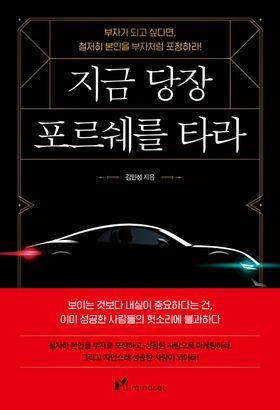 부자가 되고 싶다면,
철저히 본인을 부자처럼 포장하라!
지금 당장
포르쉐를 타라
김민성 지음
보이는 것보다 내실이 중요하다는 건,
이미 성공한 사람들의 헛소리에 불과하다
철저히 본인을 부자로 포장하고, 성공한 사람으로 마케팅하라.
그리고 자연스레 성공한 사람이 되어라!
mindset